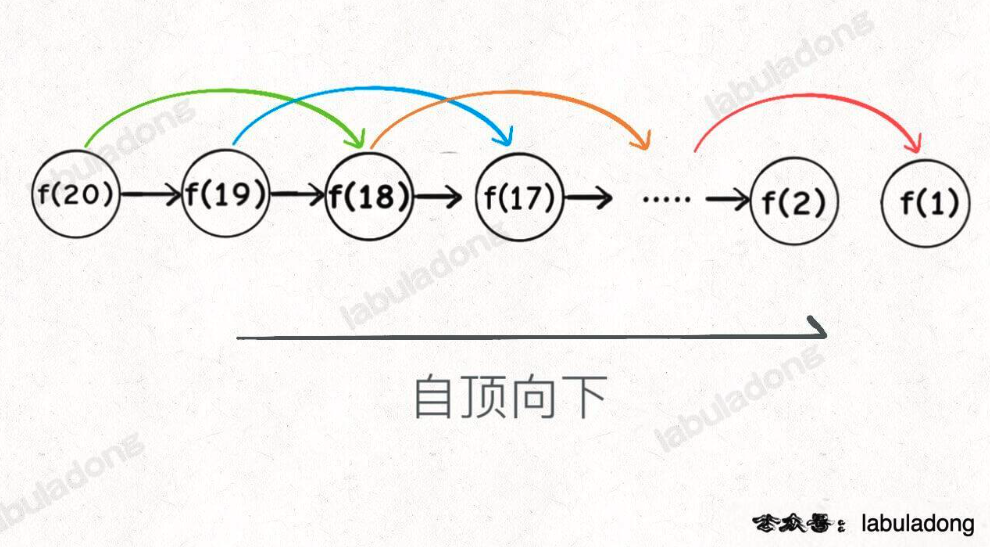 labuladong
labuladong
f(20) f(19) f(18) f(17) ..... f(2) f(1)
labuladong
自顶向下
labuladong
labuladong
公众号：labuladong